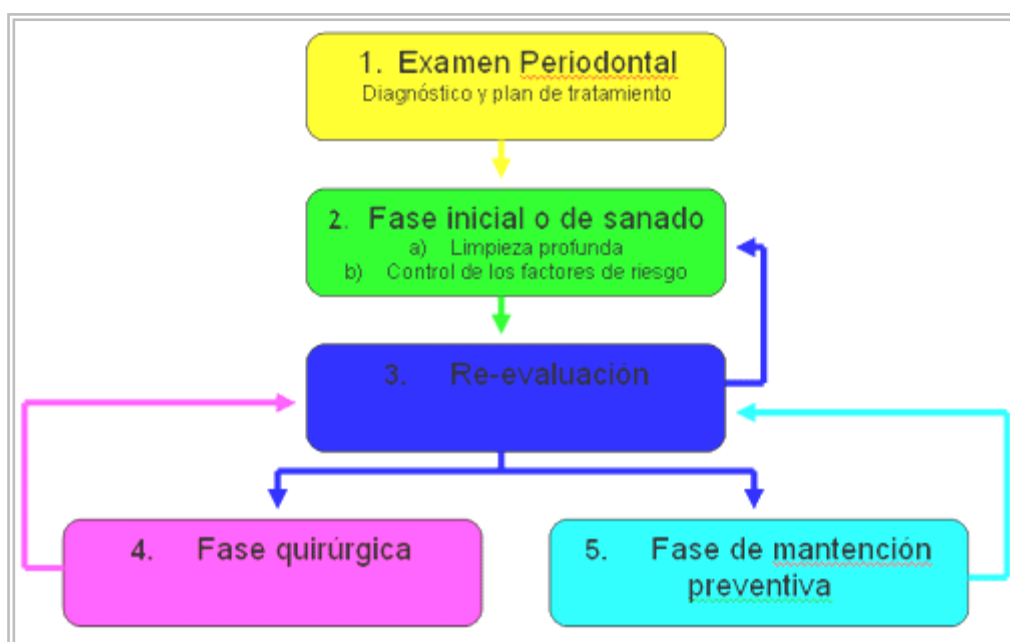 1. Examen Periodontal
Diagnóstico y plan de tratamiento
2. Fase inicial o de sanado
a) Limpieza profunda
b) Control de los factores de riesgo
3. Re-evaluación
4. Fase quirúrgica
5. Fase de mantención
preventiva